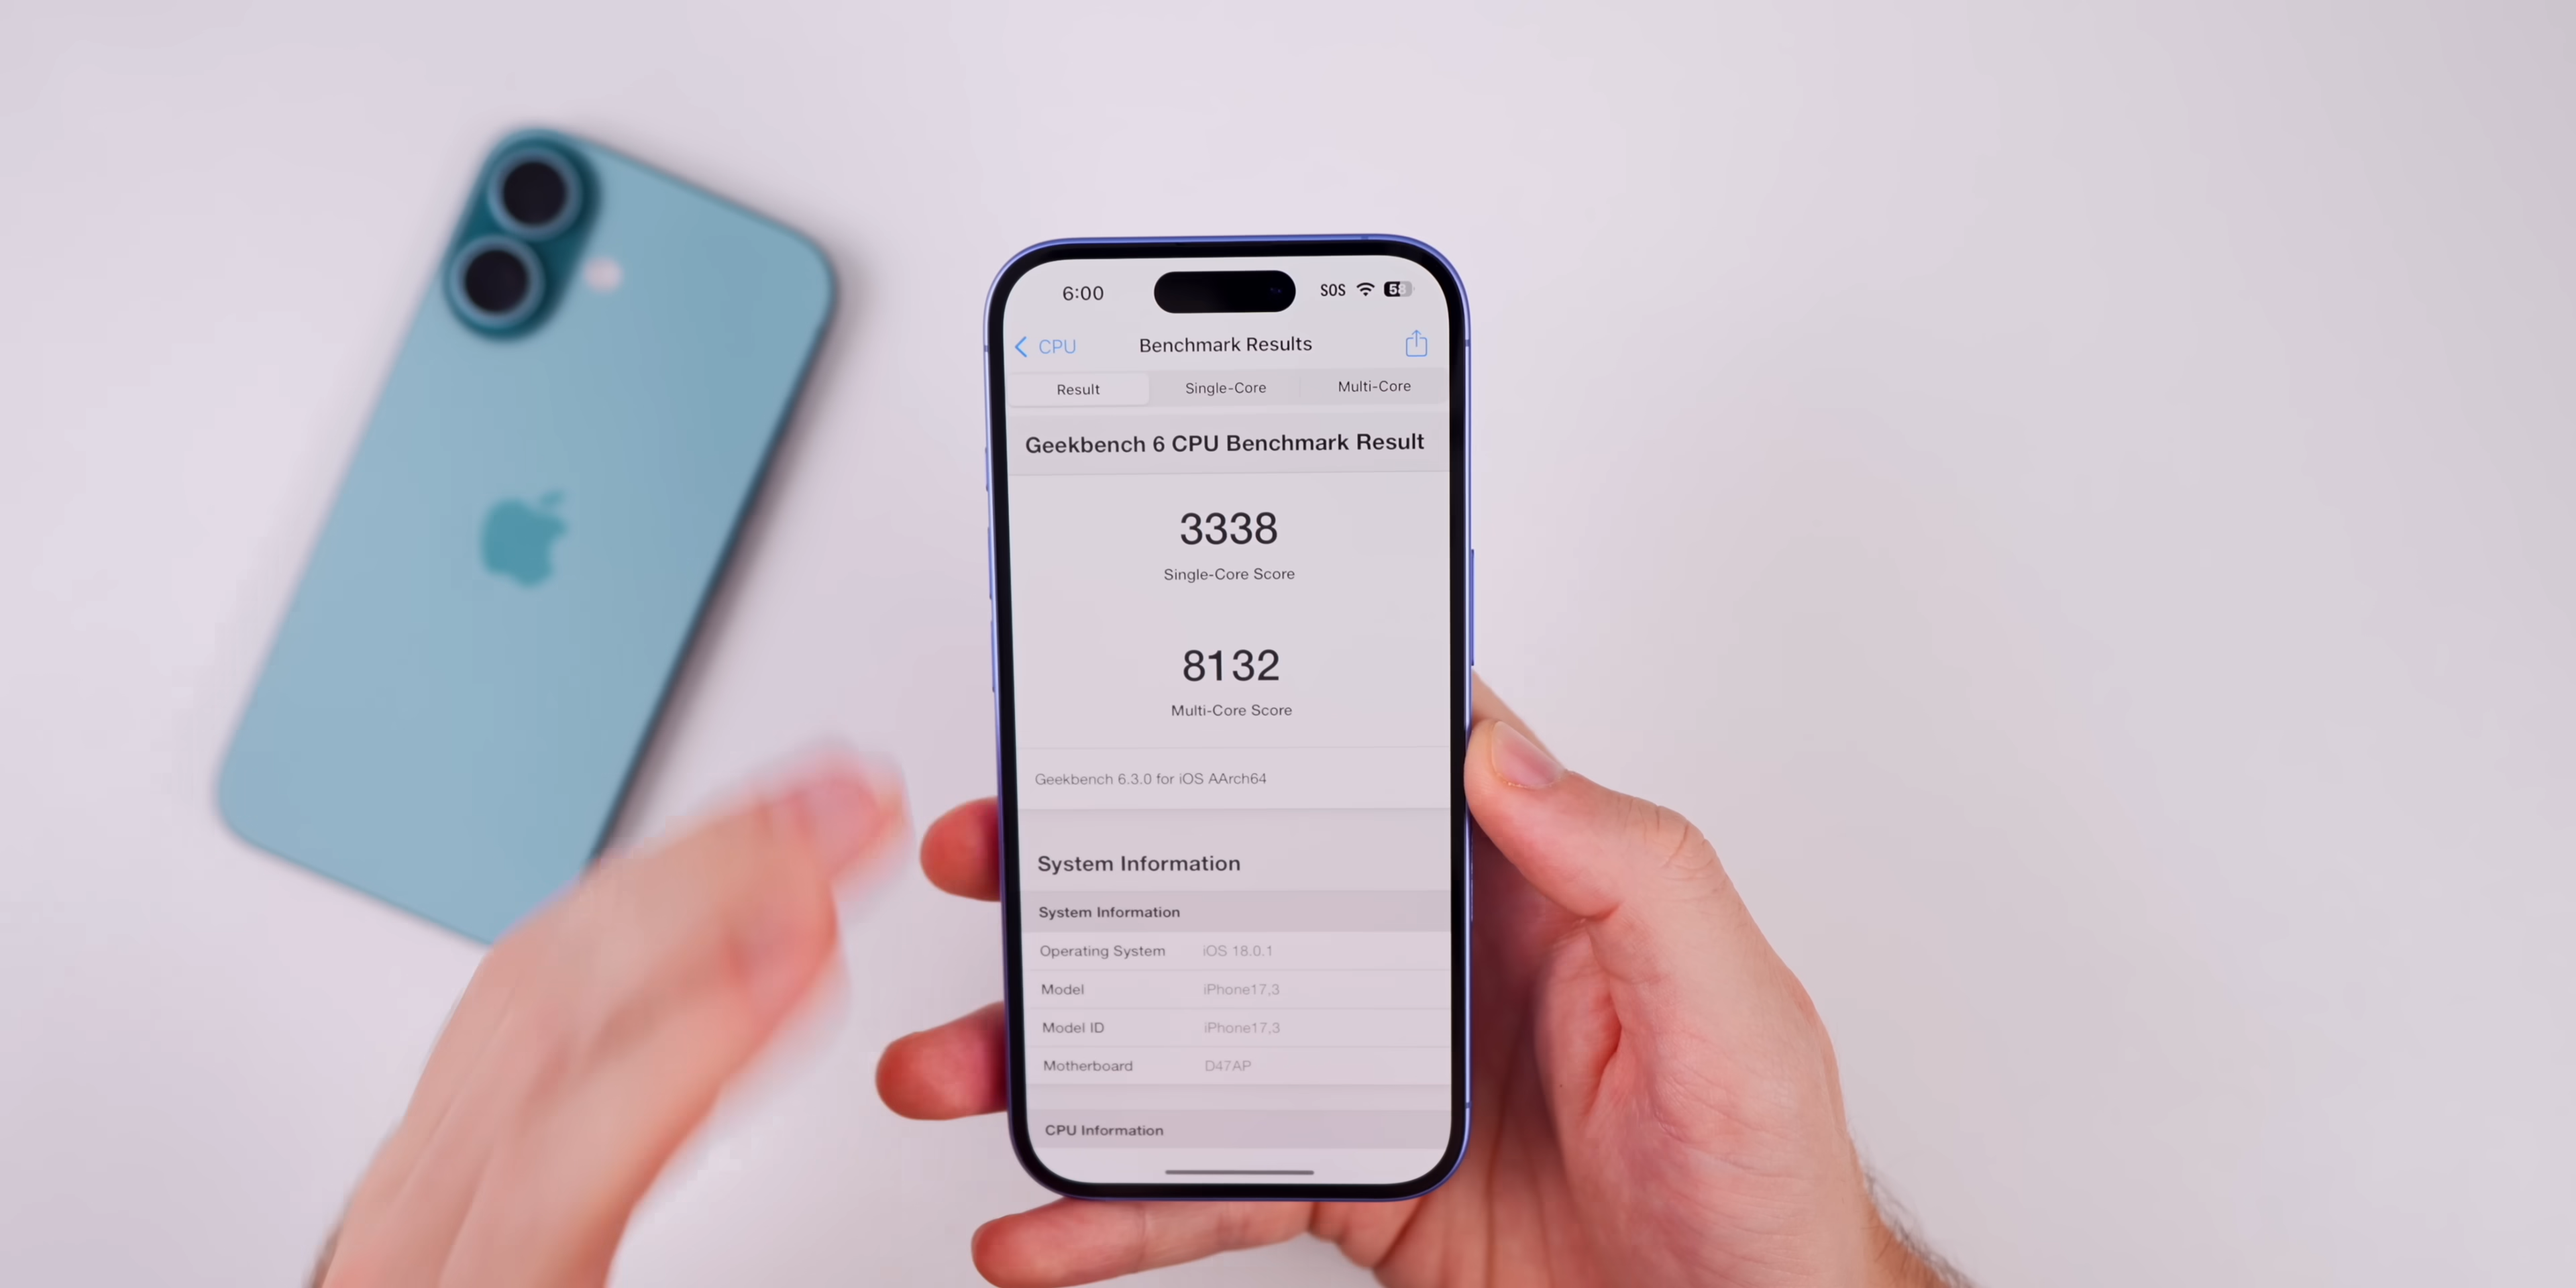 6:00 SOS 58
CPU Benchmark Results
Result Single-Core Multi-Core
Geekbench 6 CPU Benchmark Result
3338
Single-Core Score
8132
Multi-Core Score
Geekbench 6.3.0 for iOS AArch64
System Information
System Information
Operating System iOS 18.0.1
Model iPhone17,3
Model ID iPhone17,3
Motherboard D47AP
CPU Information